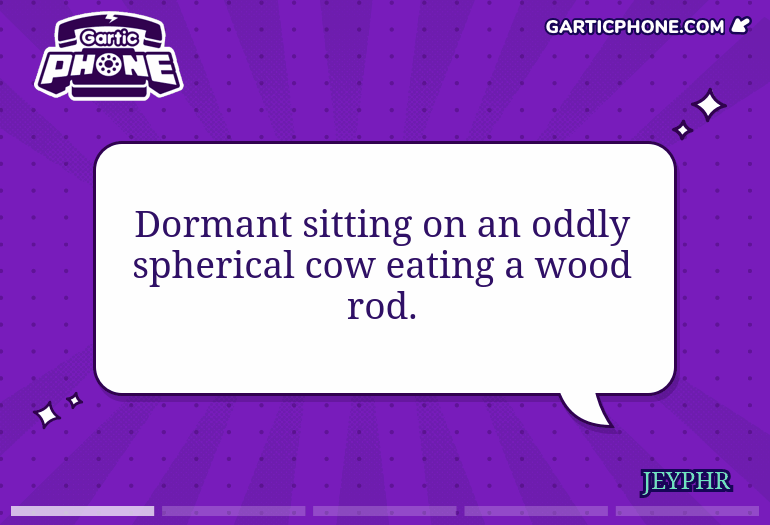 Gartic
PHONE
GARTICPHONE.COM
Dormant sitting on an oddly
spherical cow eating a wood
rod.
JEYPHR